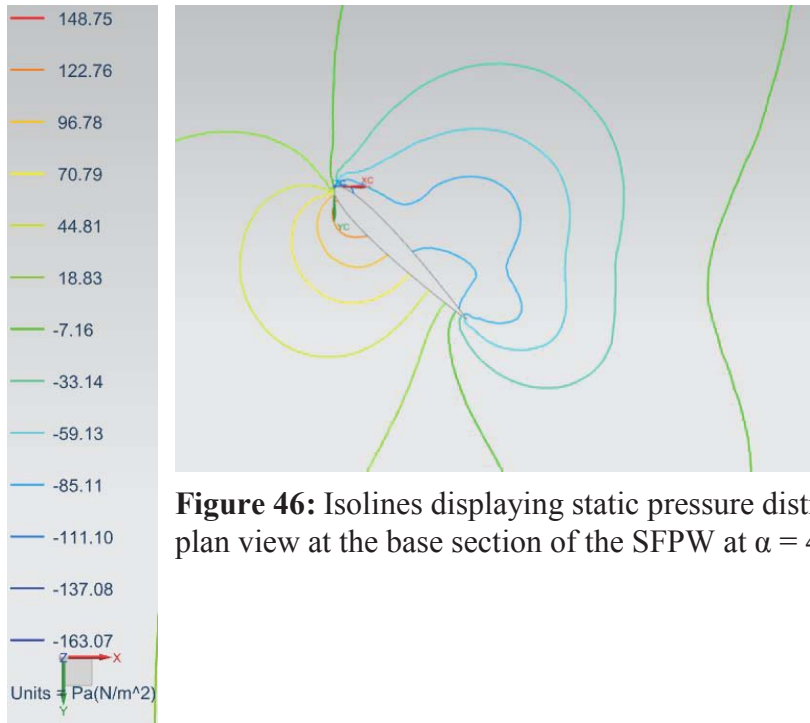 148.75
122.76
96.78
70.79
44.81
18.83
-7.16
-33.14
-59.13
-85.11
-111.10
-137.08
-163.07
Z X
Units = Pa(N/m^2)
Y
XC
YC
Figure 46: Isolines displaying static pressure
plan view at the base section of the SFPW at α =